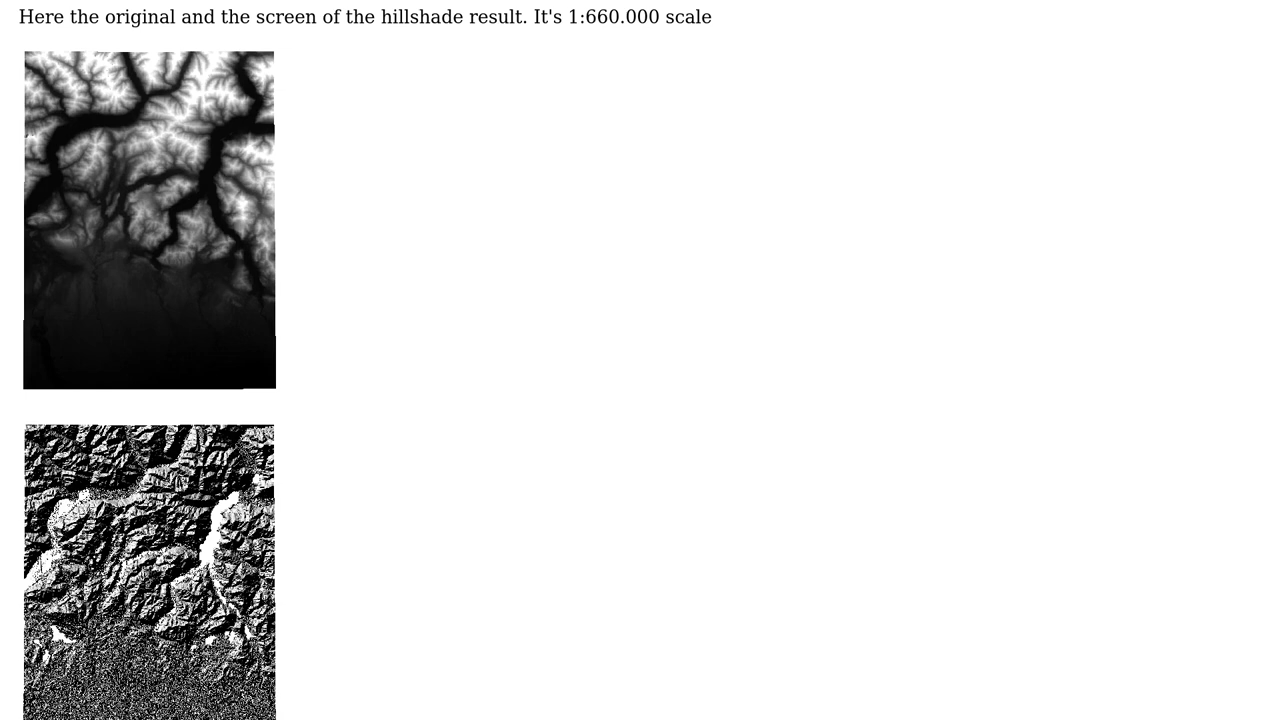 Here the original and the screen of the hillshade result. It's 1:660.000 scale